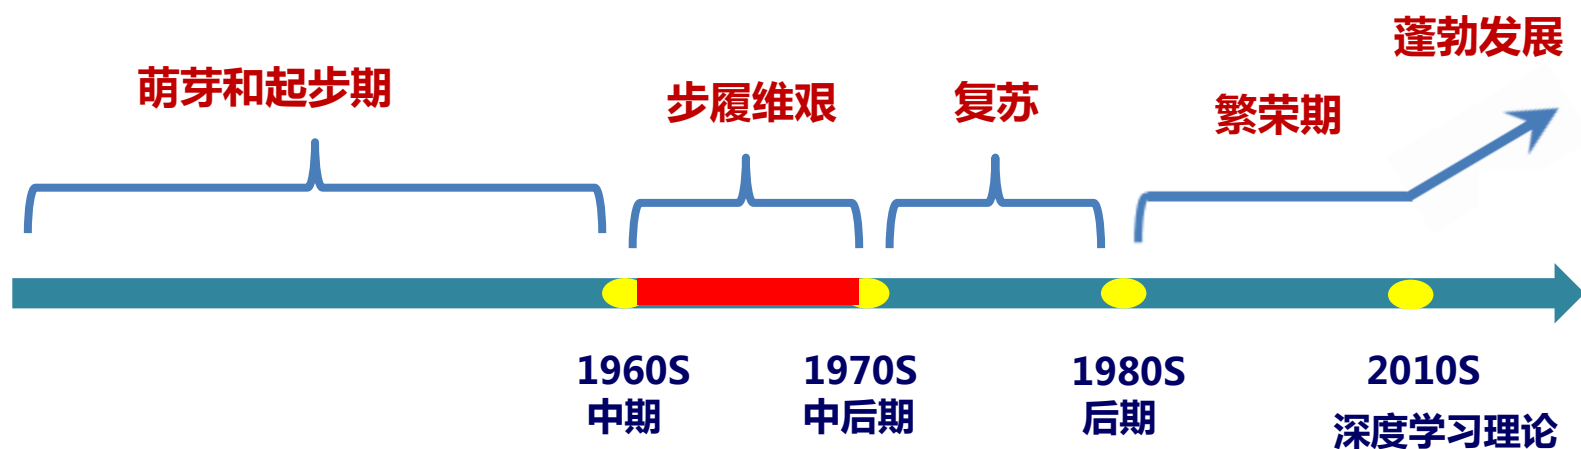 蓬勃发展
萌芽和起步期
步履维艰
复苏
繁荣期
1960S
中期
1970S
中后期
1980S
后期
2010S
深度学习理论